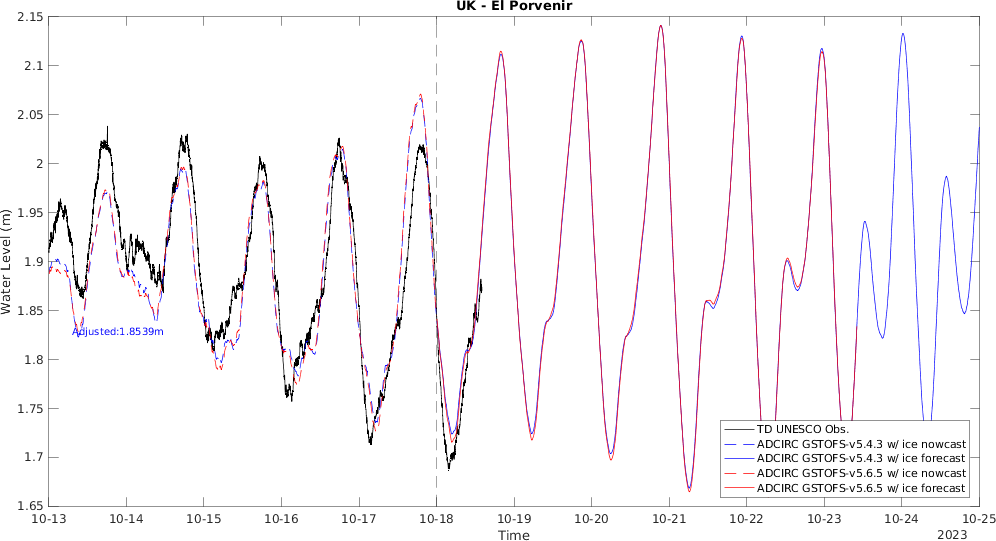 UK - El Porvenir
2.15
2.1
2.05
2
1.95
1.9
1.85
1.8
1.75
1.7
1.65
Water Level (m)
Adjusted:1.8539m
TD UNESCO Obs.
ADCIRC GSTOFS-v5.4.3 w/ ice nowcast
ADCIRC GSTOFS-v5.4.3 w/ ice forecast
ADCIRC GSTOFS-v5.6.5 w/ ice nowcast
ADCIRC GSTOFS-v5.6.5 w/ ice forecast
10-13 10-14 10-15 10-16 10-17 10-18 10-19 10-20 10-21 10-22 10-23 10-24 10-25
Time
2023